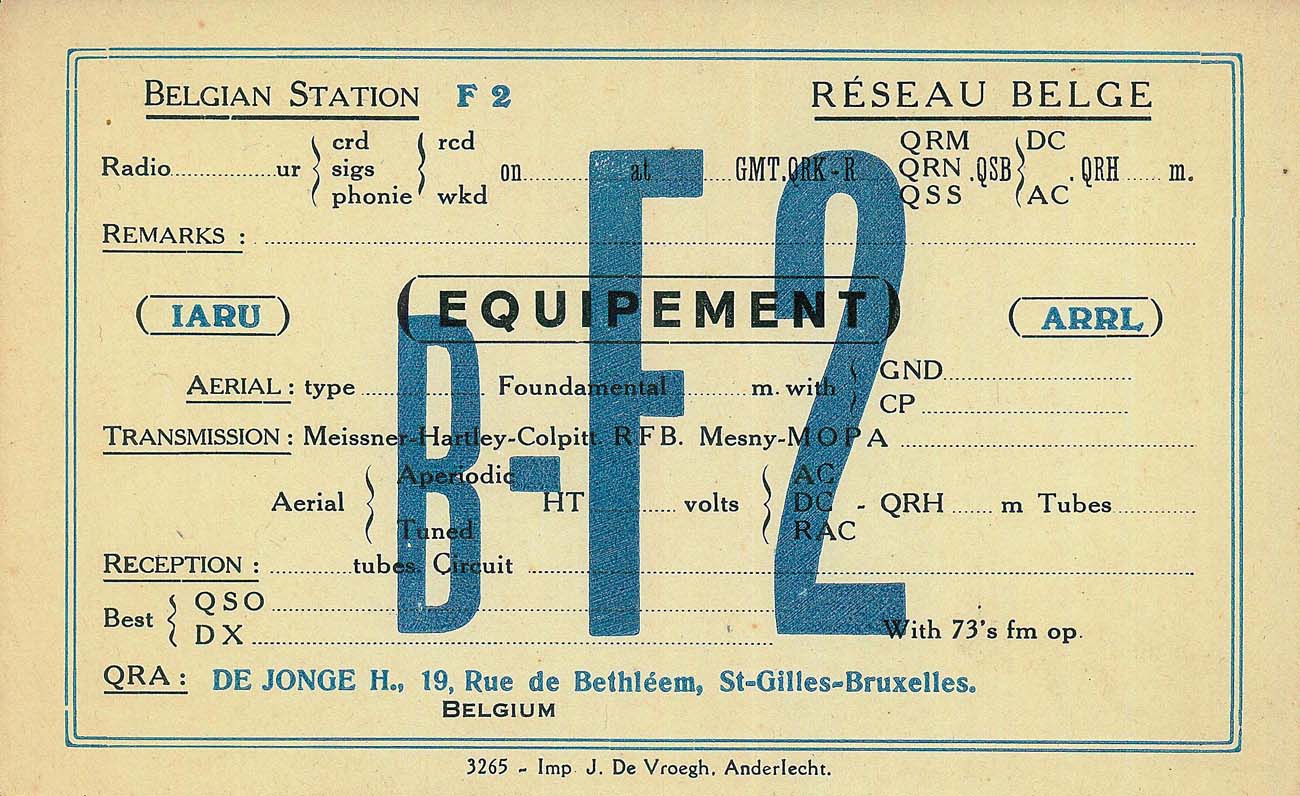 BELGIAN STATION F 2 RÉSEAU BELGE
crd rcd QRM DC
Radio ur sigs on at GMT. QRK - R QRN . QSB . QRH m.
phonie wkd QSS AC
REMARKS :
IARU (EQUIPEMENT) ARRL
B-F2
AERIAL : type Foundamental m. with GND
CP
TRANSMISSION : Meissner-Hartley-Colpitt. RFB. Mesny-MOPA
Aperiodic AC
Aerial HT volts DC - QRH m Tubes
Tuned RAC
RECEPTION : tubes Circuit
Best QSO
DX With 73's fm op.
QRA : DE JONGE H., 19, Rue de Bethléem, St-Gilles-Bruxelles.
BELGIUM
3265 - Imp. J. De Vroegh, Anderlecht.